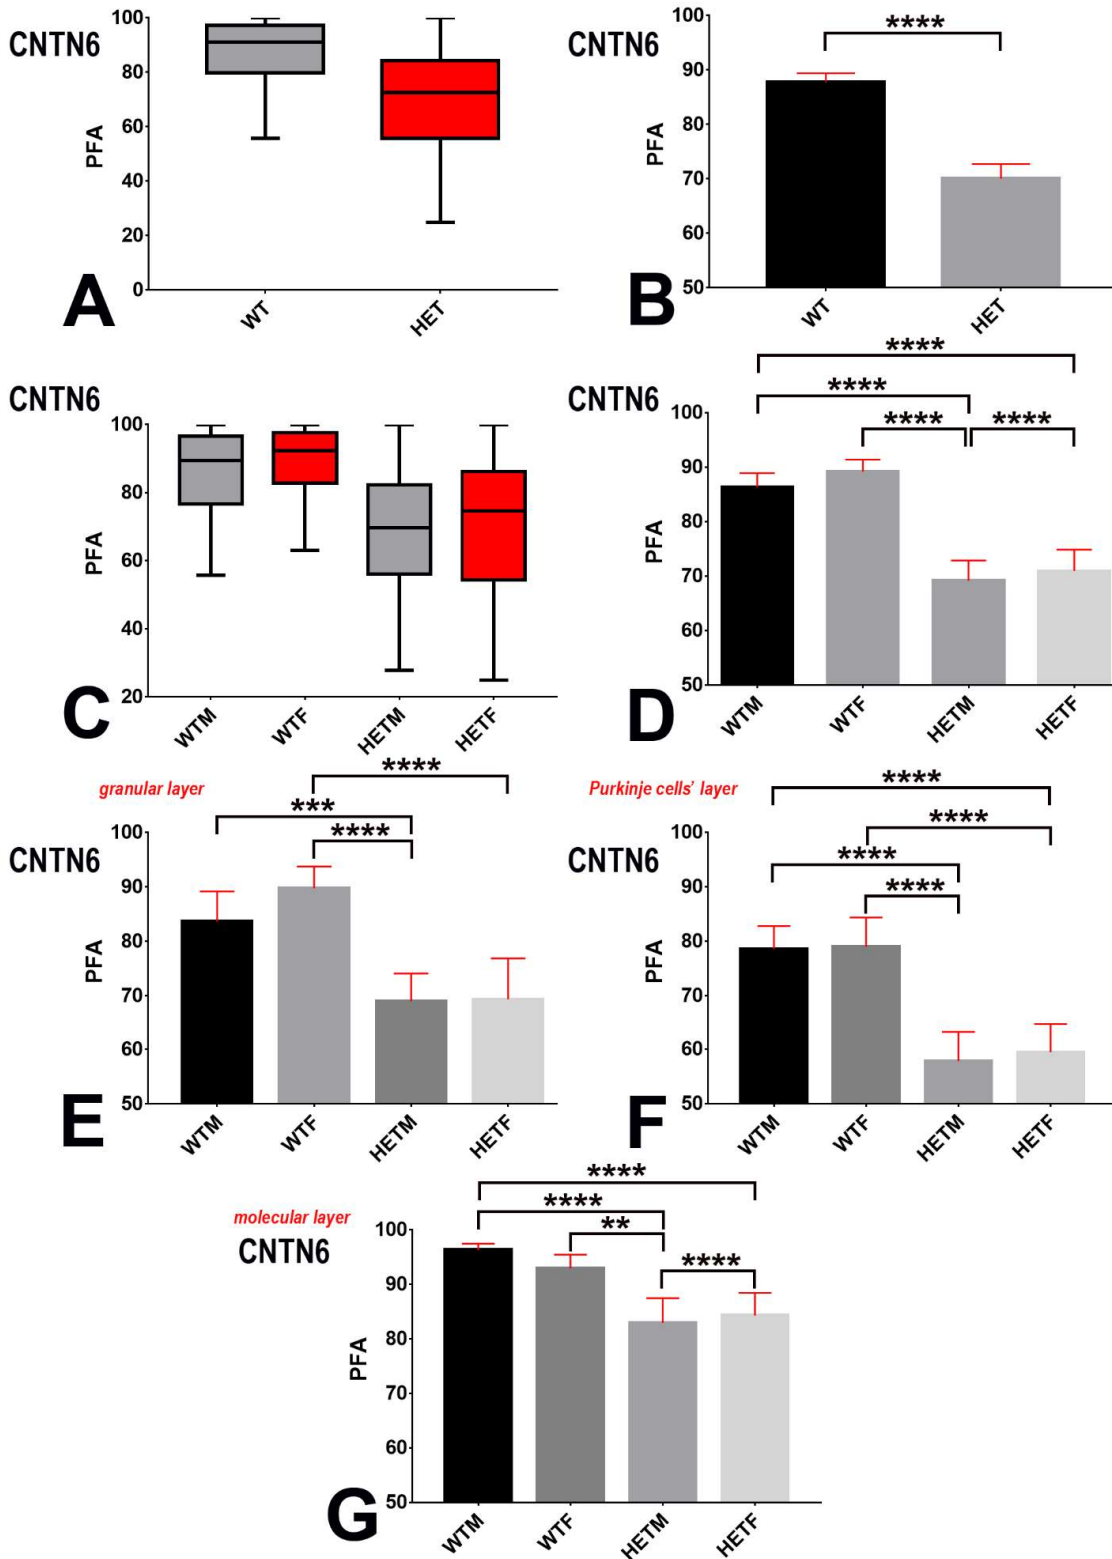 CNTN6
PFA
100
80
60
40
20
0
WT
HET
A
CNTN6
PFA
100
90
80
70
60
50
****
WT
HET
B
CNTN6
PFA
100
80
60
40
20
WTM
WTF
HETM
HETF
C
CNTN6
PFA
100
90
80
70
60
50
****
****
**** ****
WTM
WTF
HETM
HETF
D
granular layer
CNTN6
PFA
100
90
80
70
60
50
****
***
****
WTM
WTF
HETM
HETF
E
Purkinje cells' layer
CNTN6
PFA
100
90
80
70
60
50
****
****
****
****
WTM
WTF
HETM
HETF
F
molecular layer
CNTN6
PFA
100
90
80
70
60
50
****
****
**
****
WTM
WTF
HETM
HETF
G